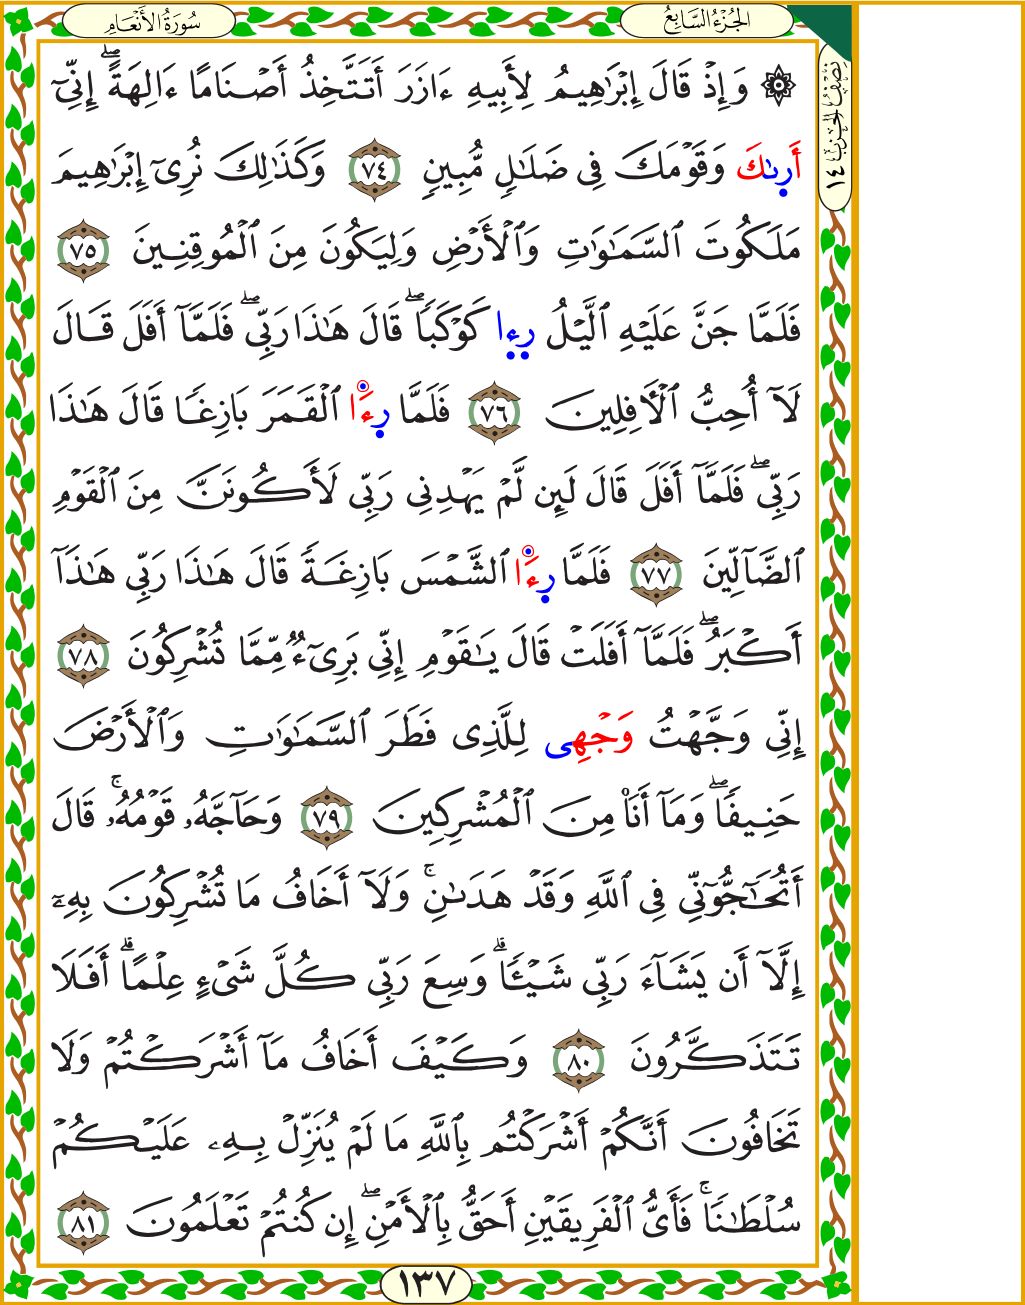 سُورَةُ الأَنْعَامِ
الجُزْءُ السَّابِعُ
نِصْفُ الحِزْبِ ١٤
۞ وَإِذْ قَالَ إِبْرَٰهِيمُ لِأَبِيهِ ءَازَرَ أَتَتَّخِذُ أَصْنَامًا ءَالِهَةً ۖ إِنِّىٓ
أَرٜىٰكَ وَقَوْمَكَ فِى ضَلَٰلٍ مُّبِينٍ ٧٤ وَكَذَٰلِكَ نُرِىٓ إِبْرَٰهِيمَ
مَلَكُوتَ ٱلسَّمَٰوَٰتِ وَٱلْأَرْضِ وَلِيَكُونَ مِنَ ٱلْمُوقِنِينَ ٧٥
فَلَمَّا جَنَّ عَلَيْهِ ٱلَّيْلُ رِءا كَوْكَبًا ۖ قَالَ هَٰذَا رَبِّى ۖ فَلَمَّآ أَفَلَ قَالَ
لَآ أُحِبُّ ٱلْأَفِلِينَ ٧٦ فَلَمَّا رِءَا ٱلْقَمَرَ بَازِغًا قَالَ هَٰذَا
رَبِّى ۖ فَلَمَّآ أَفَلَ قَالَ لَئِن لَّمْ يَهْدِنِى رَبِّى لَأَكُونَنَّ مِنَ ٱلْقَوْمِ
ٱلضَّآلِّينَ ٧٧ فَلَمَّا رِءَا ٱلشَّمْسَ بَازِغَةً قَالَ هَٰذَا رَبِّى هَٰذَآ
أَكْبَرُ ۖ فَلَمَّآ أَفَلَتْ قَالَ يَٰقَوْمِ إِنِّى بَرِىٓءٌ مِّمَّا تُشْرِكُونَ ٧٨
إِنِّى وَجَّهْتُ وَجْهِى لِلَّذِى فَطَرَ ٱلسَّمَٰوَٰتِ وَٱلْأَرْضَ
حَنِيفًا ۖ وَمَآ أَنَا۠ مِنَ ٱلْمُشْرِكِينَ ٧٩ وَحَآجَّهُۥ قَوْمُهُۥ ۚ قَالَ
أَتُحَٰٓجُّوٓنِّى فِى ٱللَّهِ وَقَدْ هَدَىٰنِ ۚ وَلَآ أَخَافُ مَا تُشْرِكُونَ بِهِۦٓ
إِلَّآ أَن يَشَآءَ رَبِّى شَيْـًٔا ۗ وَسِعَ رَبِّى كُلَّ شَىْءٍ عِلْمًا ۗ أَفَلَا
تَتَذَكَّرُونَ ٨٠ وَكَيْفَ أَخَافُ مَآ أَشْرَكْتُمْ وَلَا
تَخَافُونَ أَنَّكُمْ أَشْرَكْتُم بِٱللَّهِ مَا لَمْ يُنَزِّلْ بِهِۦ عَلَيْكُمْ
سُلْطَٰنًا ۚ فَأَىُّ ٱلْفَرِيقَيْنِ أَحَقُّ بِٱلْأَمْنِ ۖ إِن كُنتُمْ تَعْلَمُونَ ٨١
١٣٧